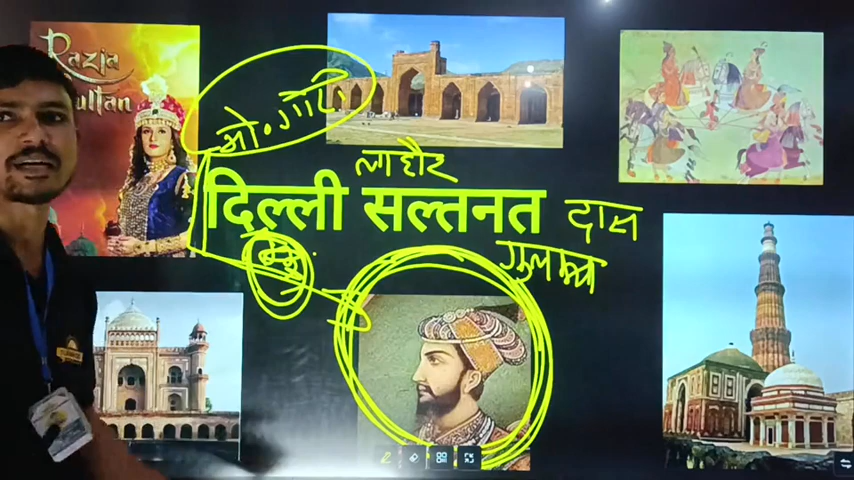 Razia
Sultan
मो. गोरी
लाहौर
दिल्ली सल्तनत
दास
गुलाम